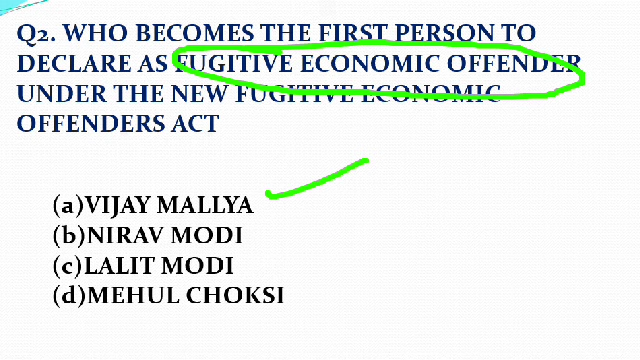 Q2. WHO BECOMES THE FIRST PERSON TO
DECLARE AS FUGITIVE ECONOMIC OFFENDER
UNDER THE NEW FUGITIVE ECONOMIC
OFFENDERS ACT
(a)VIJAY MALLYA
(b)NIRAV MODI
(c)LALIT MODI
(d)MEHUL CHOKSI